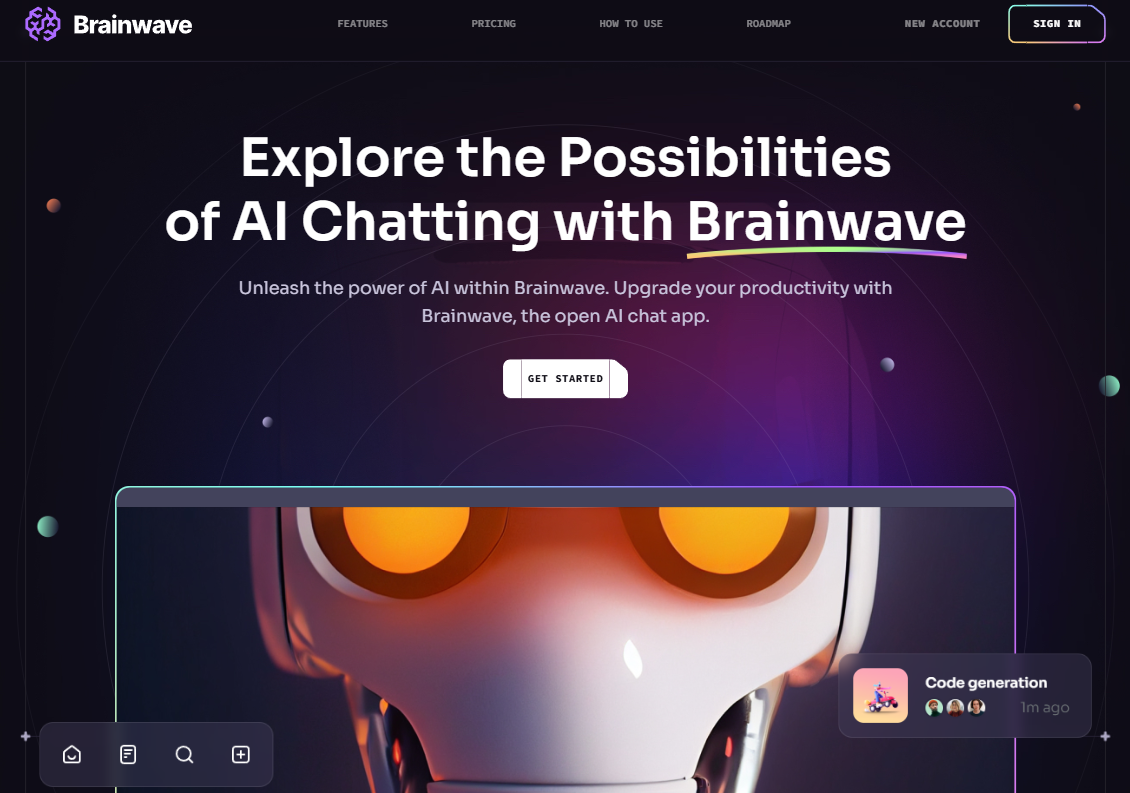 Brainwave
FEATURES
PRICING
HOW TO USE
ROADMAP
NEW ACCOUNT
SIGN IN
Explore the Possibilities
of AI Chatting with Brainwave
Unleash the power of AI within Brainwave. Upgrade your productivity with
Brainwave, the open AI chat app.
GET STARTED
Code generation
1m ago